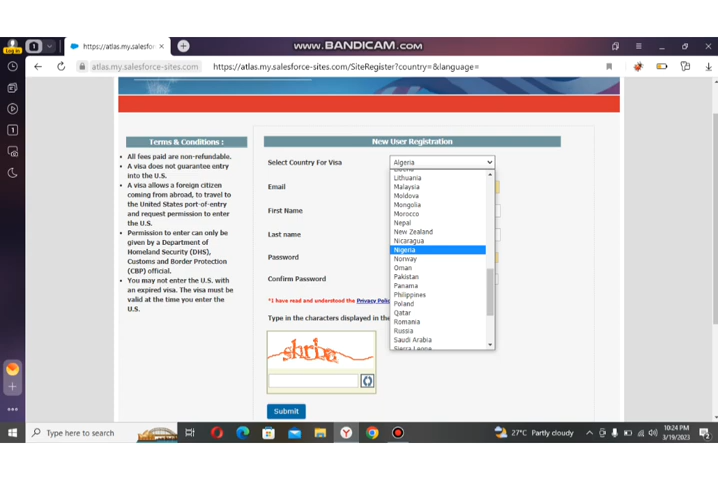 WWW.BANDICAM.COM
Log in
1
https://atlas.my.salesfor
atlas.my.salesforce-sites.com
https://atlas.my.salesforce-sites.com/SiteRegister?country=&language=
Terms & Conditions :
All fees paid are non-refundable.
A visa does not guarantee entry
into the U.S.
A visa allows a foreign citizen
coming from abroad, to travel to
the United States port-of-entry
and request permission to enter
the U.S.
Permission to enter can only be
given by a Department of
Homeland Security (DHS),
Customs and Border Protection
(CBP) official.
You may not enter the U.S. with
an expired visa. The visa must be
valid at the time you enter the
U.S.
New User Registration
Select Country For Visa
Algeria
Email
First Name
Last name
Password
Confirm Password
*I have read and understood the Privacy Polic
Type in the characters displayed in the
Submit
Lithuania
Malaysia
Moldova
Mongolia
Morocco
Nepal
New Zealand
Nicaragua
Nigeria
Norway
Oman
Pakistan
Panama
Philippines
Poland
Qatar
Romania
Russia
Saudi Arabia
Sierra Leone
1
Type here to search
27°C Partly cloudy
10:24 PM
3/19/2023
2